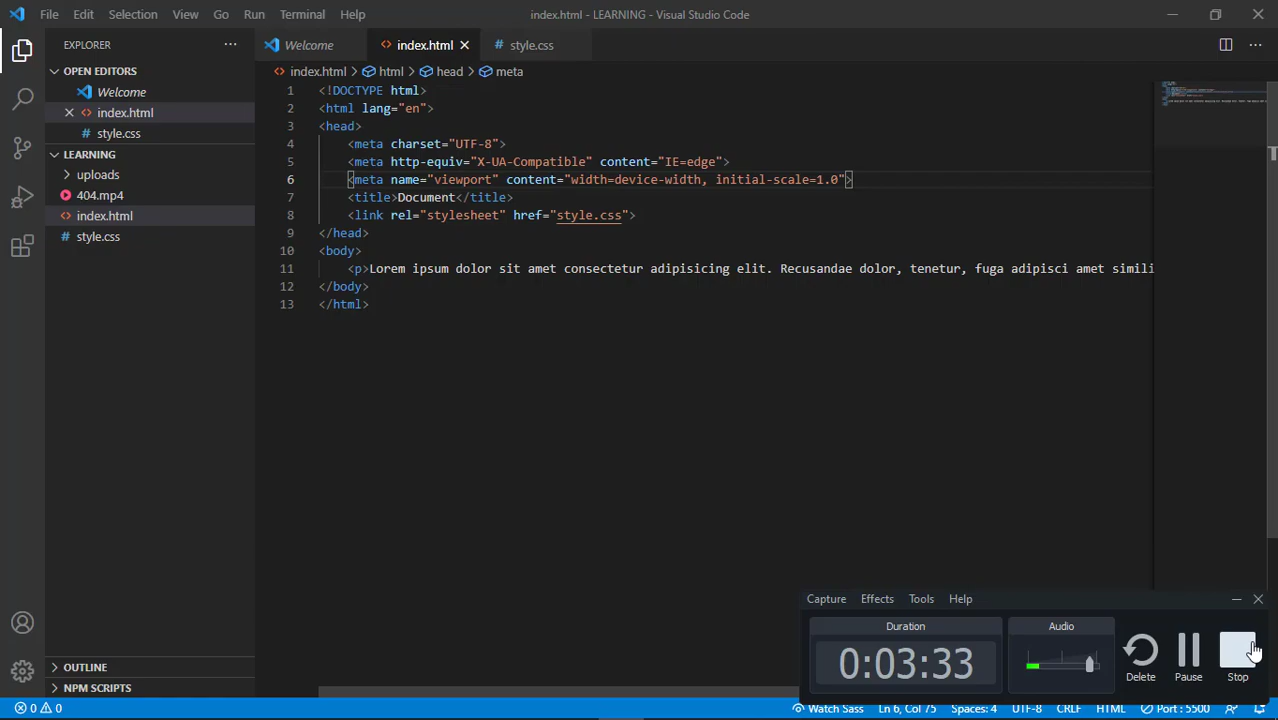 File Edit Selection View Go Run Terminal Help
index.html - LEARNING - Visual Studio Code
EXPLORER
OPEN EDITORS
Welcome
index.html
style.css
LEARNING
uploads
404.mp4
index.html
style.css
OUTLINE
NPM SCRIPTS
Welcome index.html style.css
index.html > html > head > meta
1 <!DOCTYPE html>
2 <html lang="en">
3 <head>
4 <meta charset="UTF-8">
5 <meta http-equiv="X-UA-Compatible" content="IE=edge">
6 <meta name="viewport" content="width=device-width, initial-scale=1.0">
7 <title>Document</title>
8 <link rel="stylesheet" href="style.css">
9 </head>
10 <body>
11 <p>Lorem ipsum dolor sit amet consectetur adipisicing elit. Recusandae dolor, tenetur, fuga adipisci amet simili
12 </body>
13 </html>
Capture Effects Tools Help
Duration
0:03:33
Audio
Delete Pause Stop
0 0
Watch Sass Ln 6, Col 75 Spaces: 4 UTF-8 CRLF HTML Port : 5500